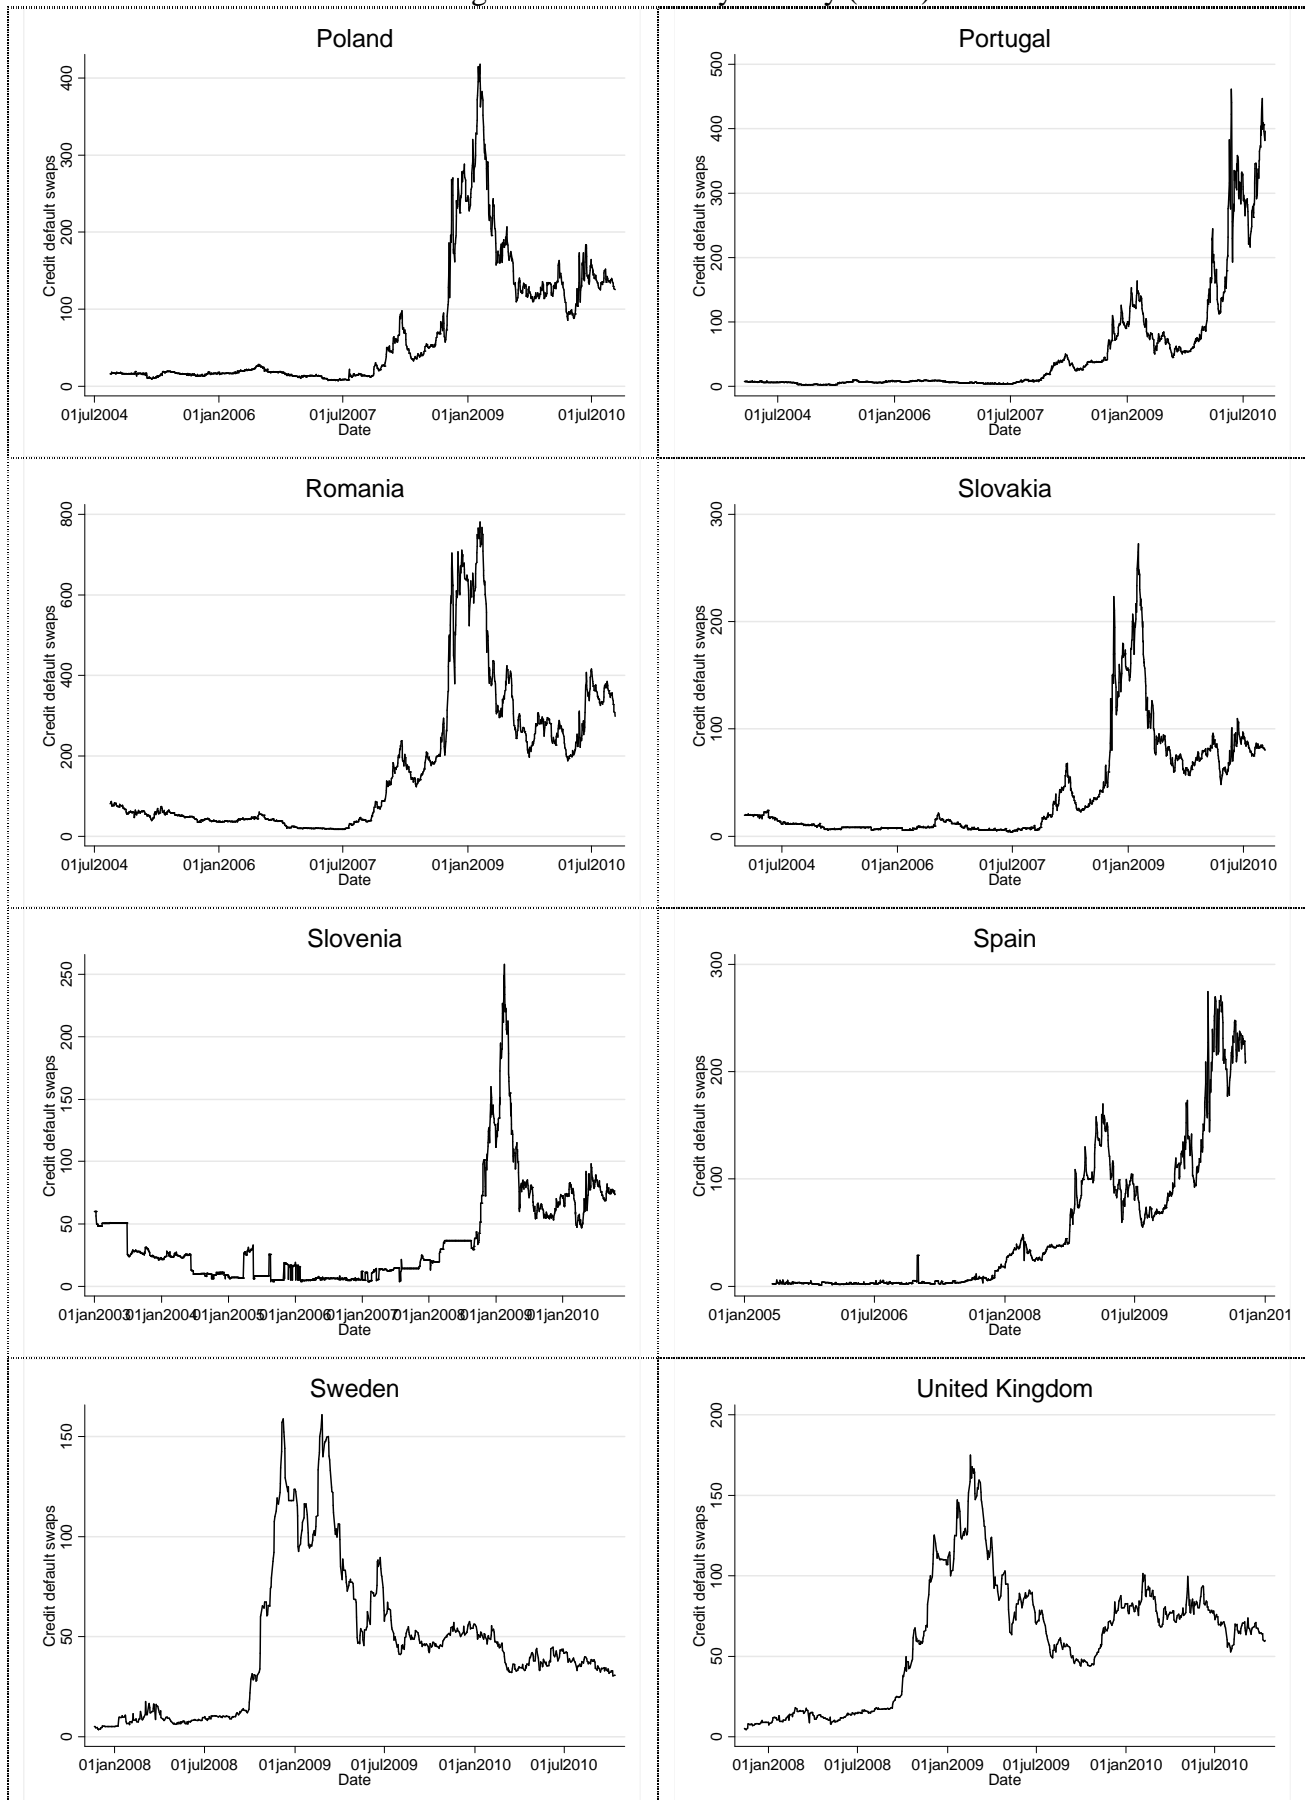 Poland
Credit default swaps
400
300
200
100
0
01jul2004 01jan2006 01jul2007 01jan2009 01jul2010
Date
Portugal
Credit default swaps
500
400
300
200
100
0
01jul2004 01jan2006 01jul2007 01jan2009 01jul2010
Date
Romania
Credit default swaps
800
600
400
200
0
01jul2004 01jan2006 01jul2007 01jan2009 01jul2010
Date
Slovakia
Credit default swaps
300
200
100
0
01jul2004 01jan2006 01jul2007 01jan2009 01jul2010
Date
Slovenia
Credit default swaps
250
200
150
100
50
0
01jan2003 01jan2004 01jan2005 01jan2006 01jan2007 01jan2008 01jan2009 01jan2010
Date
Spain
Credit default swaps
300
200
100
0
01jan2005 01jul2006 01jan2008 01jul2009 01jan201
Date
Sweden
Credit default swaps
150
100
50
0
01jan2008 01jul2008 01jan2009 01jul2009 01jan2010 01jul2010
Date
United Kingdom
Credit default swaps
200
150
100
50
0
01jan2008 01jul2008 01jan2009 01jul2009 01jan2010 01jul2010
Date